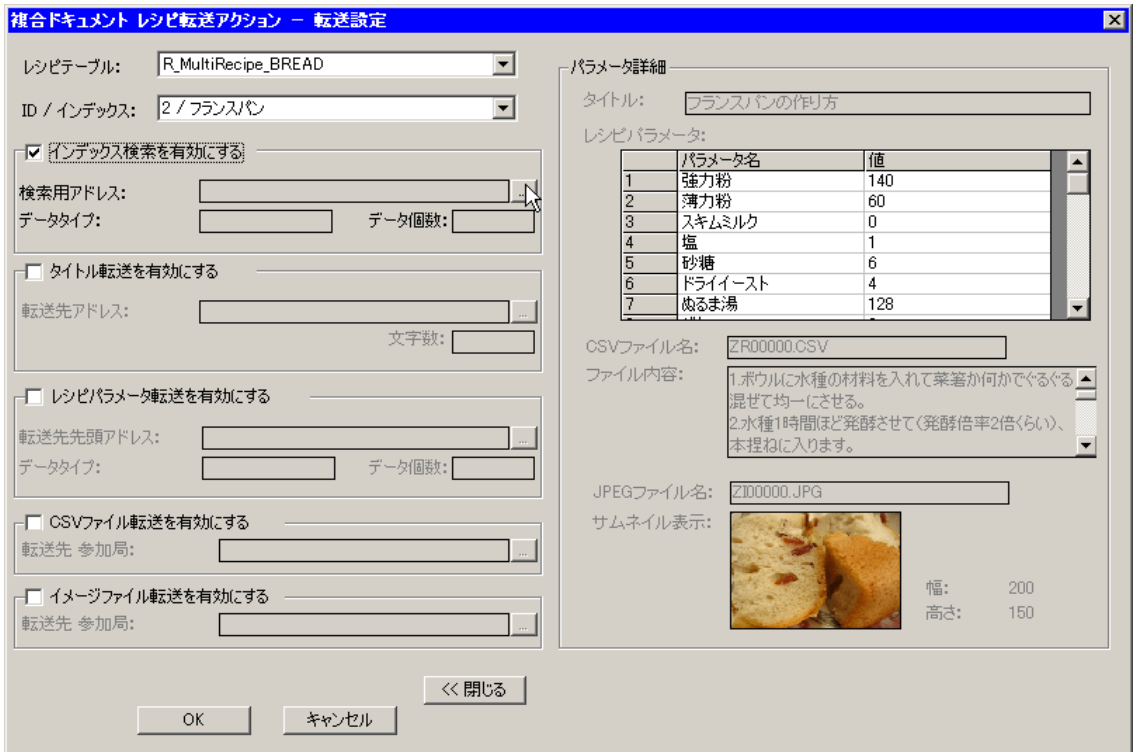 複合ドキュメント レシピ転送アクション － 転送設定
レシピテーブル:
R_MultiRecipe_BREAD
ID / インデックス:
2 / フランスパン
インデックス検索を有効にする
検索用アドレス:
...
データタイプ:
データ個数:
タイトル転送を有効にする
転送先アドレス:
...
文字数:
レシピパラメータ転送を有効にする
転送先先頭アドレス:
...
データタイプ:
データ個数:
CSVファイル転送を有効にする
転送先 参加局:
...
イメージファイル転送を有効にする
転送先 参加局:
...
<< 閉じる
OK
キャンセル
パラメータ詳細
タイトル:
フランスパンの作り方
レシピパラメータ:
パラメータ名 値
1 強力粉 140
2 薄力粉 60
3 スキムミルク 0
4 塩 1
5 砂糖 6
6 ドライイースト 4
7 ぬるま湯 128
CSVファイル名:
ZR00000.CSV
ファイル内容:
1.ボウルに水種の材料を入れて菜箸か何かでぐるぐる
混ぜて均一にさせる。
2.水種1時間ほど発酵させて(発酵倍率2倍くらい)、
本捏ねに入ります。
JPEGファイル名:
ZI00000.JPG
サムネイル表示:
幅: 200
高さ: 150